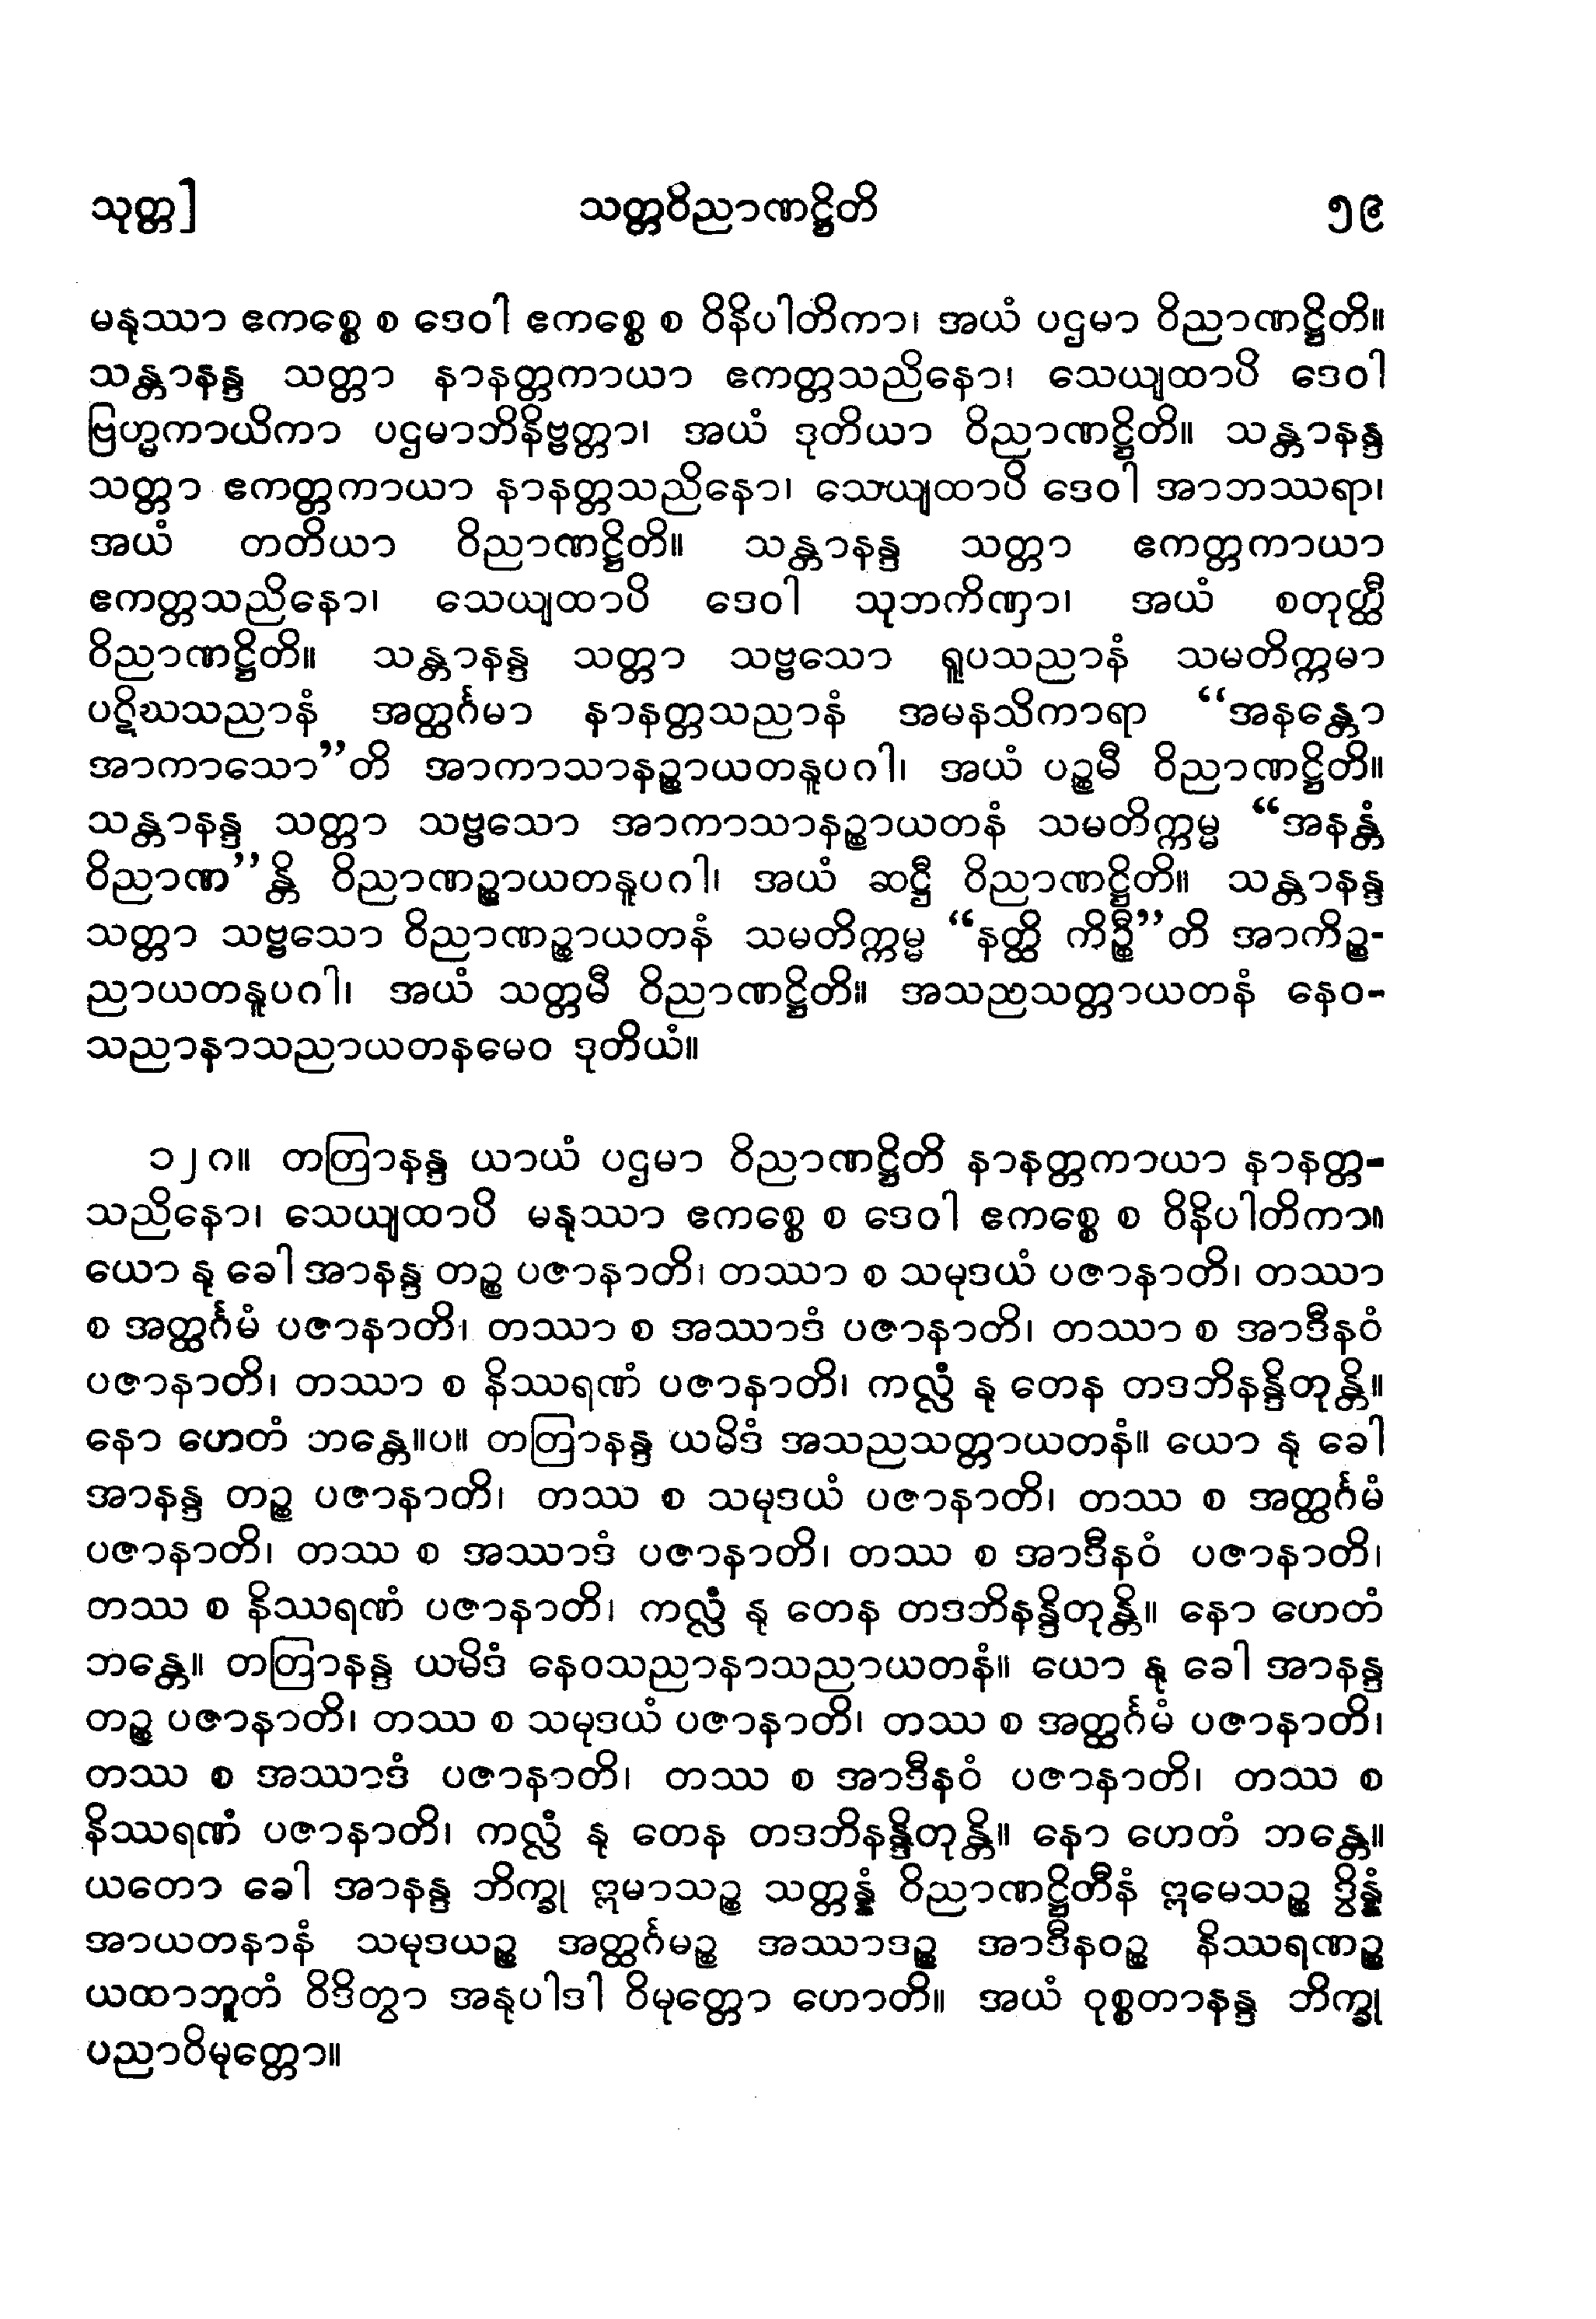 သုတ္တ] သတ္တဝိညာဏဋ္ဌိတိ ၅၉
မနုဿာ ဧကစ္စေ စ ဒေဝါ ဧကစ္စေ စ ဝိနိပါတိကာ၊ အယံ ပဌမာ ဝိညာဏဋ္ဌိတိ။
သန္တာနန္ဒ သတ္တာ နာနတ္တကာယာ ဧကတ္တသညိနော၊ သေယျထာပိ ဒေဝါ
ဗြဟ္မကာယိကာ ပဌမာဘိနိဗ္ဗတ္တာ၊ အယံ ဒုတိယာ ဝိညာဏဋ္ဌိတိ။ သန္တာနန္ဒ
သတ္တာ ဧကတ္တကာယာ နာနတ္တသညိနော၊ သေယျထာပိ ဒေဝါ အာဘဿရာ၊
အယံ တတိယာ ဝိညာဏဋ္ဌိတိ။ သန္တာနန္ဒ သတ္တာ ဧကတ္တကာယာ
ဧကတ္တသညိနော၊ သေယျထာပိ ဒေဝါ သုဘကိဏှာ၊ အယံ စတုတ္ထီ
ဝိညာဏဋ္ဌိတိ။ သန္တာနန္ဒ သတ္တာ သဗ္ဗသော ရူပသညာနံ သမတိက္ကမာ
ပဋိဃသညာနံ အတ္ထင်္ဂမာ နာနတ္တသညာနံ အမနသိကာရာ “အနန္တော
အာကာသော”တိ အာကာသာနဉ္စာယတနူပဂါ၊ အယံ ပဉ္စမီ ဝိညာဏဋ္ဌိတိ။
သန္တာနန္ဒ သတ္တာ သဗ္ဗသော အာကာသာနဉ္စာယတနံ သမတိက္ကမ္မ “အနန္တံ
ဝိညာဏ”န္တိ ဝိညာဏဉ္စာယတနူပဂါ၊ အယံ ဆဋ္ဌီ ဝိညာဏဋ္ဌိတိ။ သန္တာနန္ဒ
သတ္တာ သဗ္ဗသော ဝိညာဏဉ္စာယတနံ သမတိက္ကမ္မ “နတ္ထိ ကိဉ္စီ”တိ အာကိဉ္စ-
ညာယတနူပဂါ၊ အယံ သတ္တမီ ဝိညာဏဋ္ဌိတိ။ အသညသတ္တာယတနံ နေဝ-
သညာနာသညာယတနမေဝ ဒုတိယံ။
၁၂၈။ တတြာနန္ဒ ယာယံ ပဌမာ ဝိညာဏဋ္ဌိတိ နာနတ္တကာယာ နာနတ္တ-
သညိနော၊ သေယျထာပိ မနုဿာ ဧကစ္စေ စ ဒေဝါ ဧကစ္စေ စ ဝိနိပါတိကာ။
ယော နု ခေါ အာနန္ဒ တဉ္စ ပဇာနာတိ၊ တဿာ စ သမုဒယံ ပဇာနာတိ၊ တဿာ
စ အတ္ထင်္ဂမံ ပဇာနာတိ၊ တဿာ စ အဿာဒံ ပဇာနာတိ၊ တဿာ စ အာဒီနဝံ
ပဇာနာတိ၊ တဿာ စ နိဿရဏံ ပဇာနာတိ၊ ကလ္လံ နု တေန တဒဘိနန္ဒိတုန္တိ။
နော ဟေတံ ဘန္တေ။ပ။ တတြာနန္ဒ ယမိဒံ အသညသတ္တာယတနံ။ ယော နု ခေါ
အာနန္ဒ တဉ္စ ပဇာနာတိ၊ တဿ စ သမုဒယံ ပဇာနာတိ၊ တဿ စ အတ္ထင်္ဂမံ
ပဇာနာတိ၊ တဿ စ အဿာဒံ ပဇာနာတိ၊ တဿ စ အာဒီနဝံ ပဇာနာတိ၊
တဿ စ နိဿရဏံ ပဇာနာတိ၊ ကလ္လံ နု တေန တဒဘိနန္ဒိတုန္တိ။ နော ဟေတံ
ဘန္တေ။ တတြာနန္ဒ ယမိဒံ နေဝသညာနာသညာယတနံ။ ယော နု ခေါ အာနန္ဒ
တဉ္စ ပဇာနာတိ၊ တဿ စ သမုဒယံ ပဇာနာတိ၊ တဿ စ အတ္ထင်္ဂမံ ပဇာနာတိ၊
တဿ စ အဿာဒံ ပဇာနာတိ၊ တဿ စ အာဒီနဝံ ပဇာနာတိ၊ တဿ စ
နိဿရဏံ ပဇာနာတိ၊ ကလ္လံ နု တေန တဒဘိနန္ဒိတုန္တိ။ နော ဟေတံ ဘန္တေ။
ယတော ခေါ အာနန္ဒ ဘိက္ခု ဣမာသဉ္စ သတ္တန္နံ ဝိညာဏဋ္ဌိတီနံ ဣမေသဉ္စ ဒွိန္နံ
အာယတနာနံ သမုဒယဉ္စ အတ္ထင်္ဂမဉ္စ အဿာဒဉ္စ အာဒီနဝဉ္စ နိဿရဏဉ္စ
ယထာဘူတံ ဝိဒိတွာ အနုပါဒါ ဝိမုတ္တော ဟောတိ။ အယံ ဝုစ္စတာနန္ဒ ဘိက္ခု
ပညာဝိမုတ္တော။